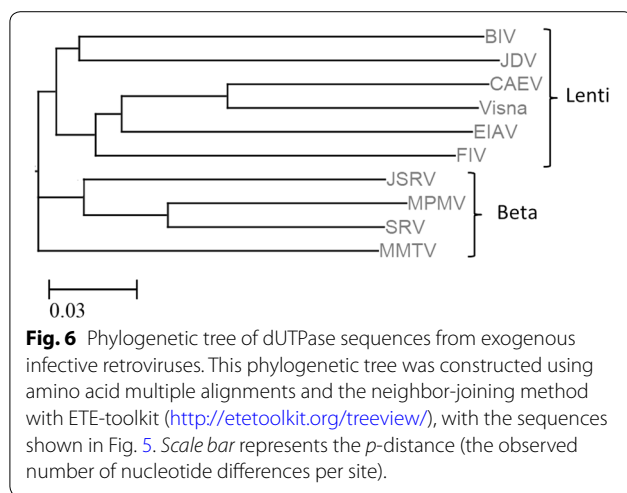 BIV
JDV
CAEV
Visna
EIAV
FIV
Lenti
JSRV
MPMV
SRV
MMTV
Beta
0.03
Fig. 6 Phylogenetic tree of dUTPase sequences from exogenous
infective retroviruses. This phylogenetic tree was constructed using
amino acid multiple alignments and the neighbor-joining method
with ETE-toolkit (http://etetoolkit.org/treeview/), with the sequences
shown in Fig. 5. Scale bar represents the p-distance (the observed
number of nucleotide differences per site).